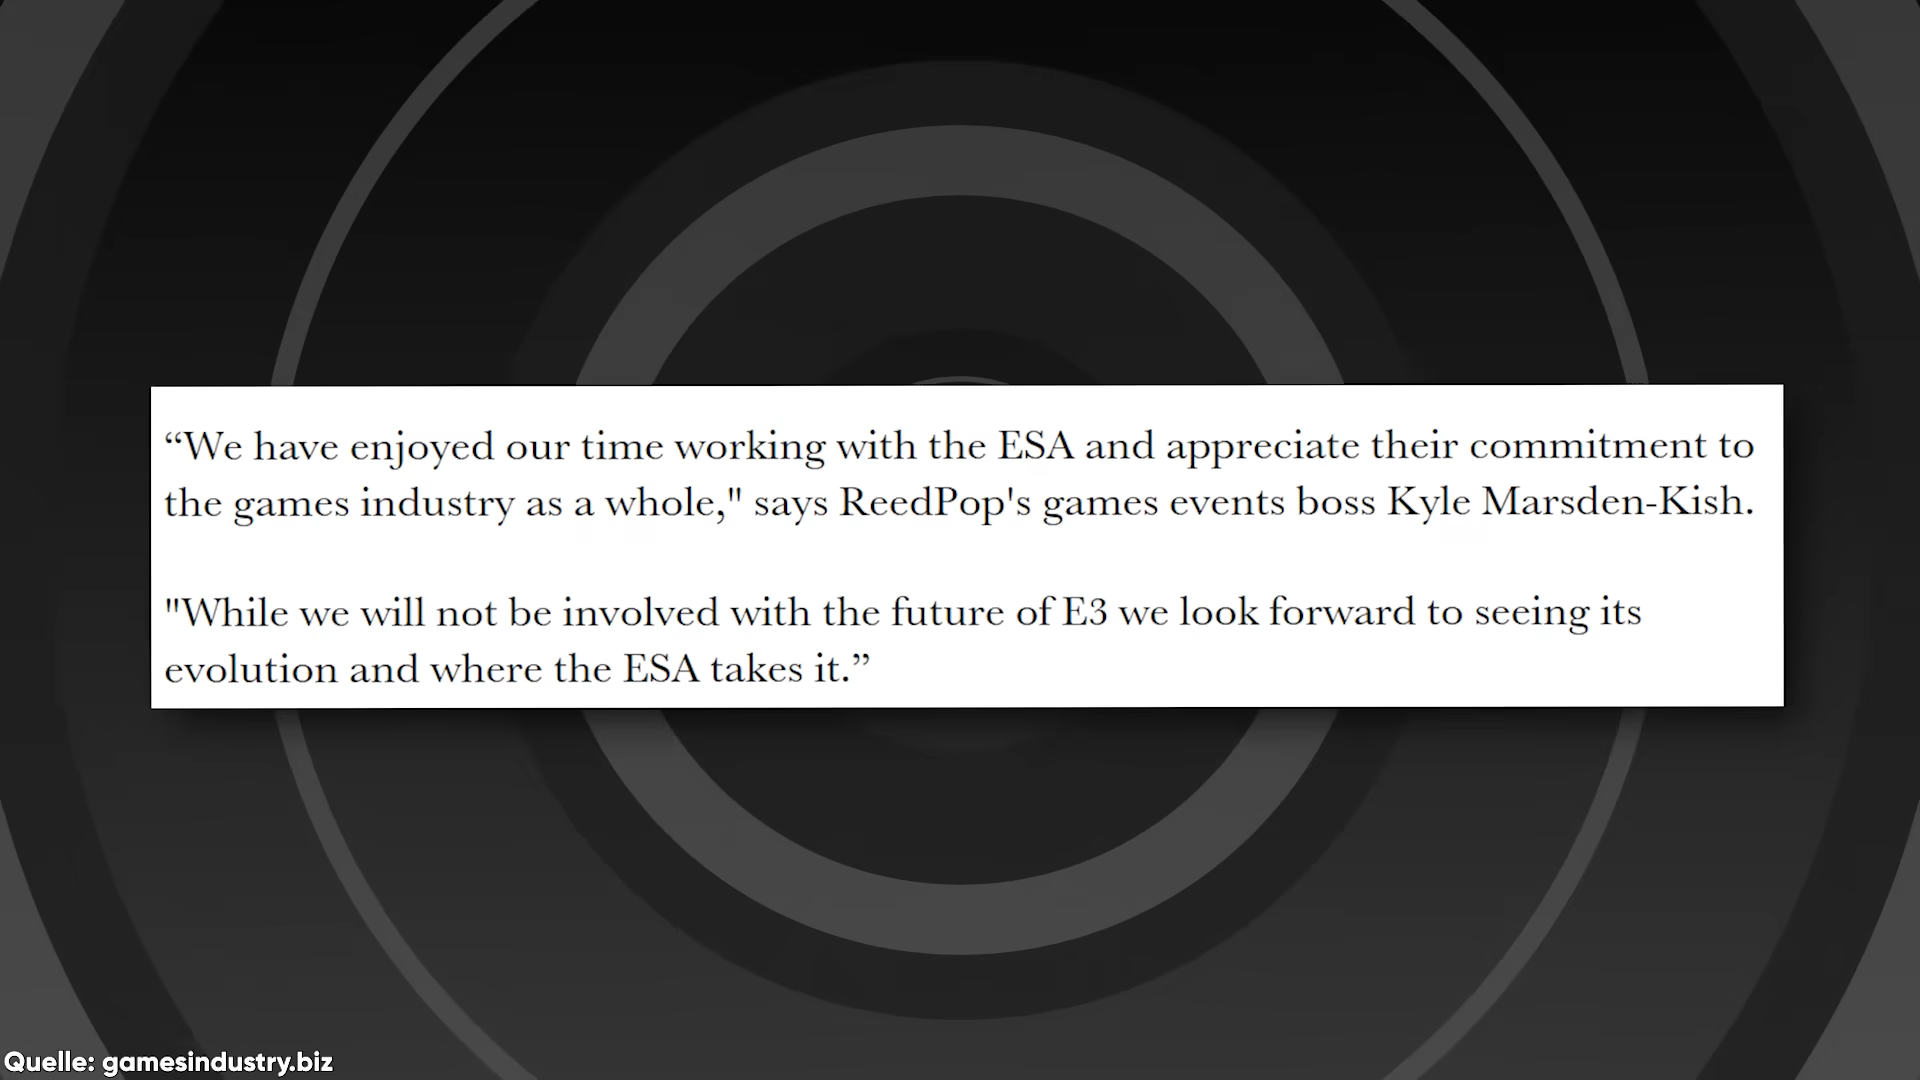 “We have enjoyed our time working with the ESA and appreciate their commitment to
the games industry as a whole," says ReedPop's games events boss Kyle Marsden-Kish.
"While we will not be involved with the future of E3 we look forward to seeing its
evolution and where the ESA takes it.”
Quelle: gamesindustry.biz